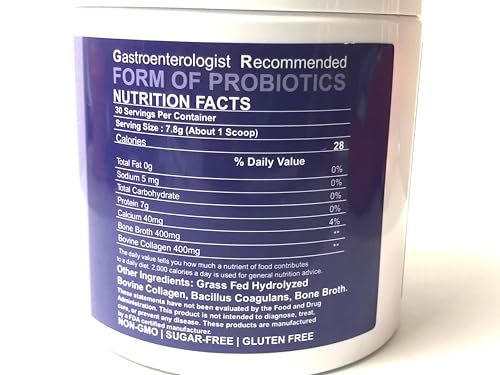 Gastroenterologist Recommended
FORM OF PROBIOTICS
NUTRITION FACTS
30 Servings Per Container
Serving Size : 7.8g (About 1 Scoop)
Calories 28
% Daily Value
Total Fat 0g 0%
Sodium 5 mg 0%
Total Carbohydrate 0%
Protein 7g 0%
Calcium 40mg 4%
Bone Broth 400mg **
Bovine Collagen 400mg **
The daily value tells you how much a nutrient of food contributes
to a daily diet. 2,000 calories a day is used for general nutrition advice.
Other Ingredients: Grass Fed Hydrolyzed
Bovine Collagen, Bacillus Coagulans, Bone Broth.
These statements have not been evaluated by the Food and Drug
Administration. This product is not intended to diagnose, treat,
cure, or prevent any disease. These products are manufactured
by a FDA certified manufacturer.
NON-GMO | SUGAR-FREE | GLUTEN FREE